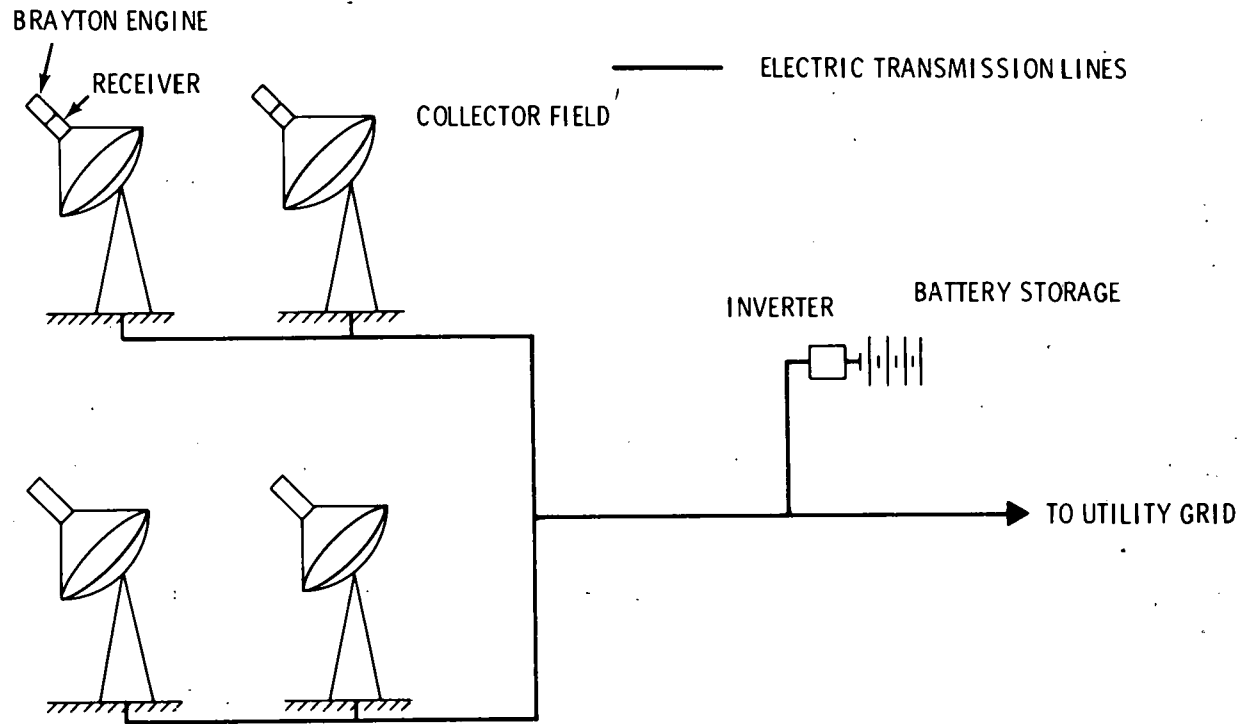 BRAYTON ENGINE
RECEIVER
COLLECTOR FIELD
ELECTRIC TRANSMISSION LINES
INVERTER
BATTERY STORAGE
TO UTILITY GRID